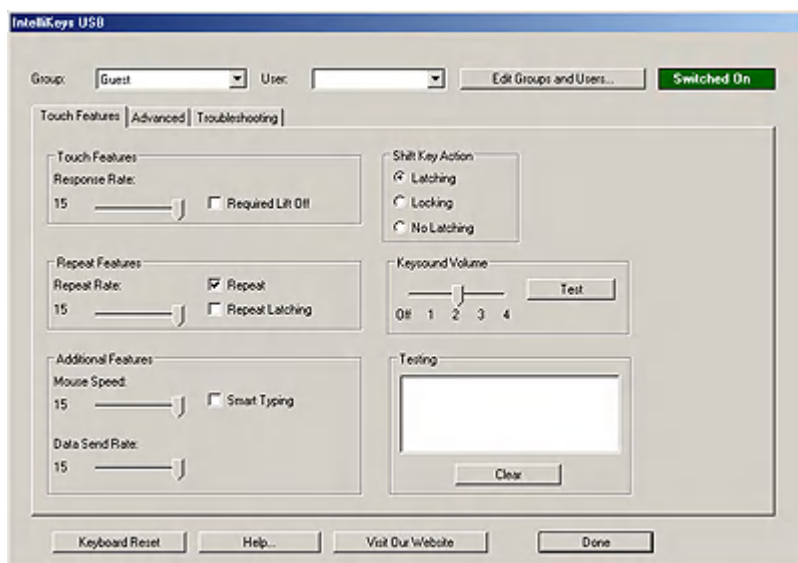 IntelliKeys USB
Group: Guest User: Edit Groups and Users... Switched On
Touch Features Advanced Troubleshooting
Touch Features
Response Rate:
15 Required Lift Off
Shift Key Action
Latching
Locking
No Latching
Repeat Features
Repeat Rate: Repeat
15 Repeat Latching
Keysound Volume
Test
Off 1 2 3 4
Additional Features
Mouse Speed:
15 Smart Typing
Data Send Rate:
15
Testing
Clear
Keyboard Reset Help... Visit Our Website Done